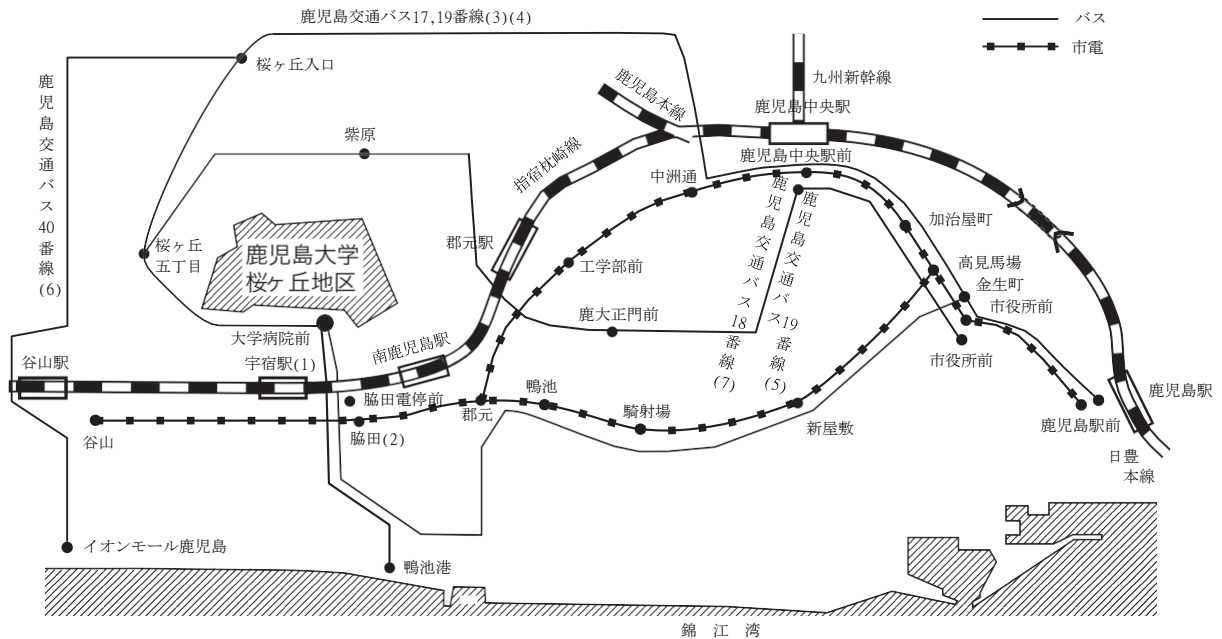 鹿児島交通バス17,19番線(3)(4)
バス
市電
桜ヶ丘入口
鹿児島交通バス40番線(6)
九州新幹線
鹿児島本線
鹿児島中央駅
紫原
指宿枕崎線
鹿児島中央駅前
中洲通
鹿児島交通バス18番線(7)
鹿児島交通バス19番線(5)
加治屋町
桜ヶ丘
五丁目
鹿児島大学
桜ヶ丘地区
郡元駅
工学部前
高見馬場
金生町
市役所前
鹿大正門前
大学病院前
南鹿児島駅
市役所前
谷山駅
宇宿駅(1)
脇田電停前
郡元
鴨池
騎射場
新屋敷
鹿児島駅
鹿児島駅前
谷山
脇田(2)
日豊
本線
イオンモール鹿児島
鴨池港
錦江湾